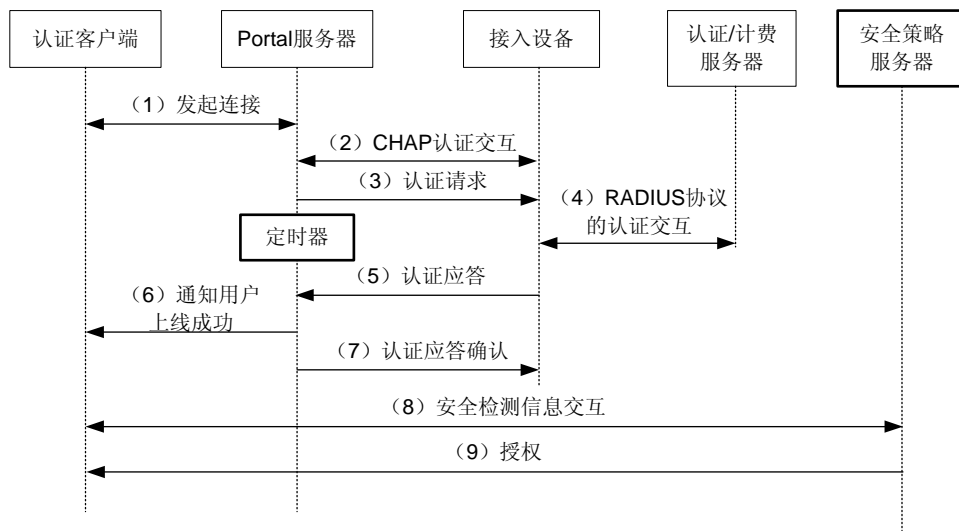 认证客户端
Portal服务器
接入设备
认证/计费
服务器
安全策略
服务器
（1）发起连接
（2）CHAP认证交互
（3）认证请求
（4）RADIUS协议
的认证交互
定时器
（5）认证应答
（6）通知用户
上线成功
（7）认证应答确认
（8）安全检测信息交互
（9）授权